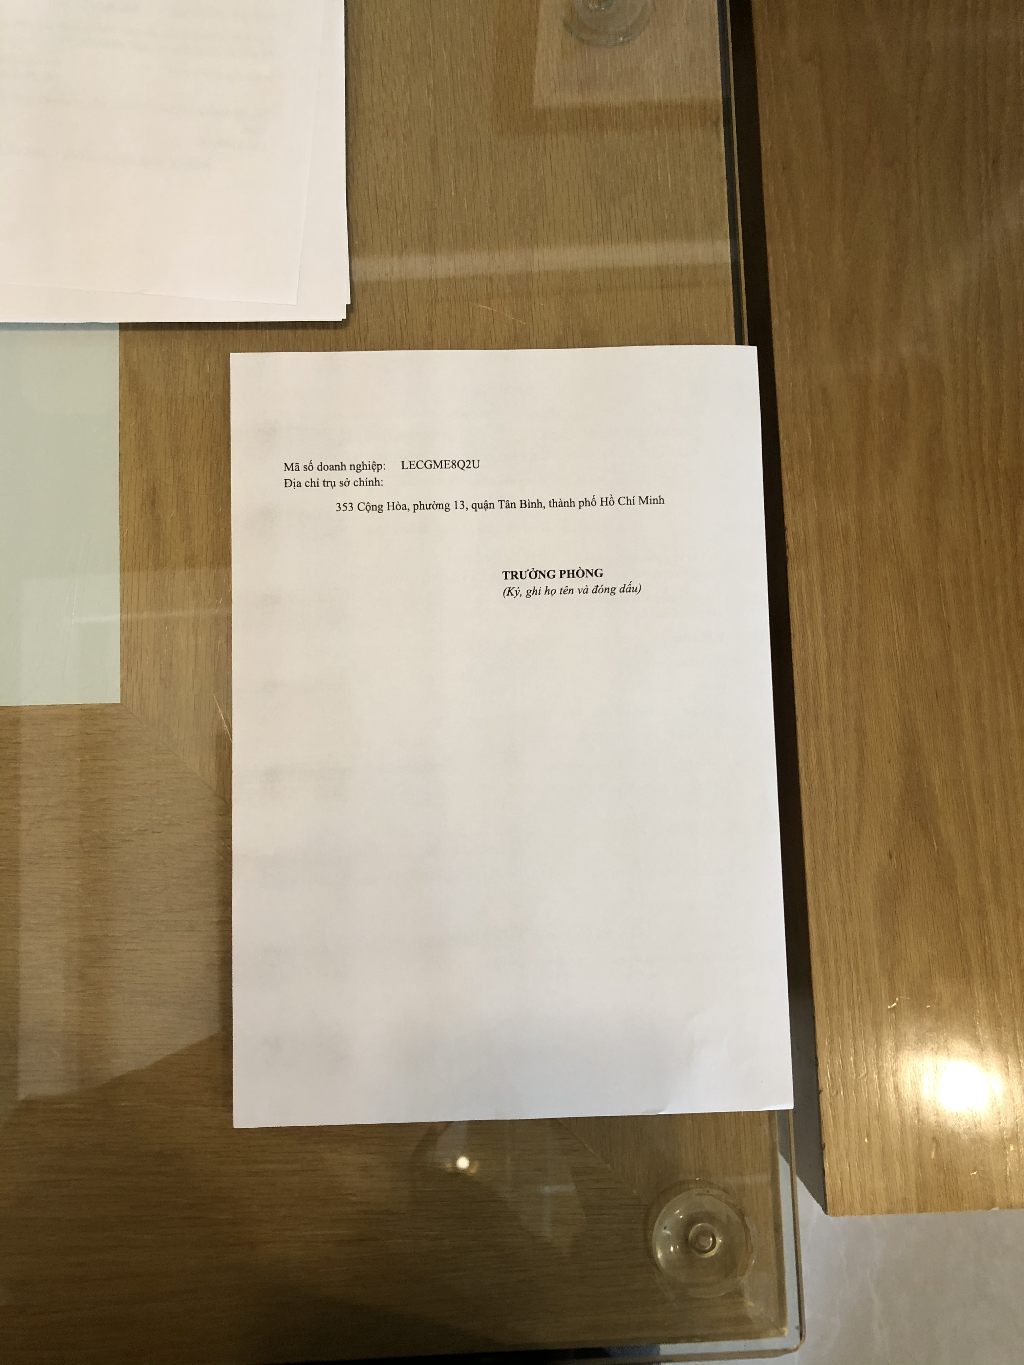 Mã số doanh nghiệp: LECGME8Q2U
Địa chỉ trụ sở chính:
353 Cộng Hòa, phường 13, quận Tân Bình, thành phố Hồ Chí Minh
TRƯỞNG PHÒNG
(Ký, ghi họ tên và đóng dấu)